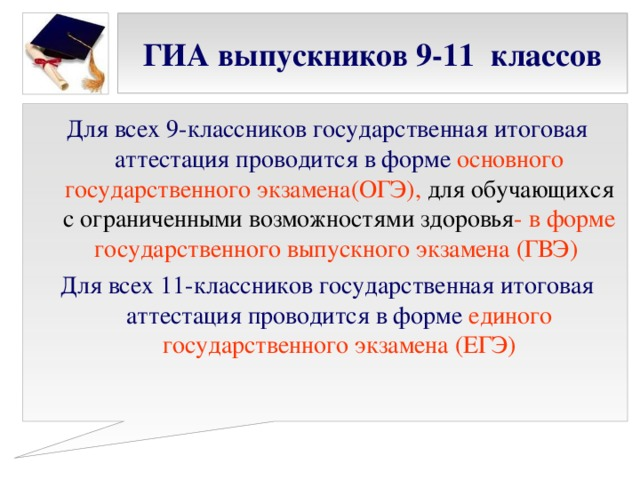 ГИА выпускников 9-11 классов
Для всех 9-классников государственная итоговая
аттестация проводится в форме основного
государственного экзамена(ОГЭ), для обучающихся
с ограниченными возможностями здоровья- в форме
государственного выпускного экзамена (ГВЭ)
Для всех 11-классников государственная итоговая
аттестация проводится в форме единого
государственного экзамена (ЕГЭ)